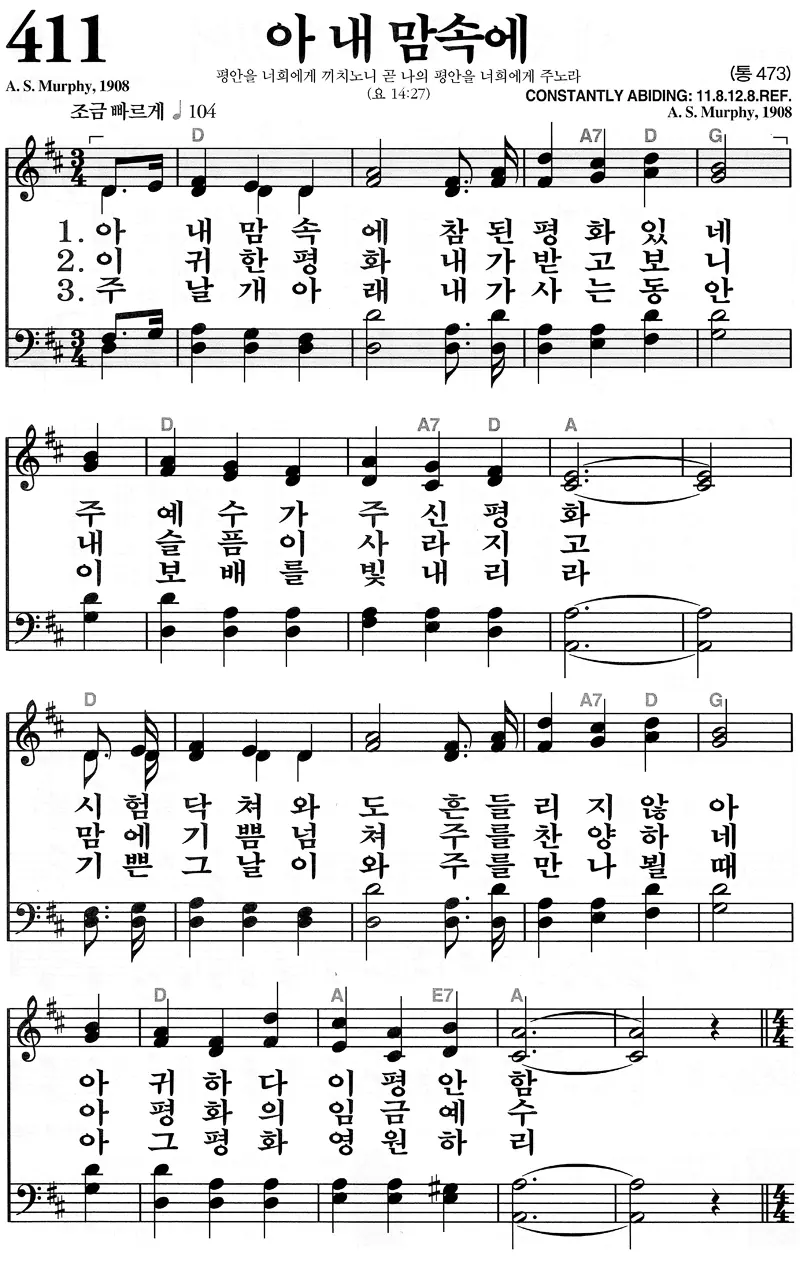 411
아 내 맘속에
평안을 너희에게 끼치노니 곧 나의 평안을 너희에게 주노라
(통 473)
A. S. Murphy, 1908
(요 14:27)
CONSTANTLY ABIDING: 11.8.12.8.REF.
조금 빠르게 ♩ 104
A. S. Murphy, 1908
D A7 D G
3 4
1. 아 내 맘 속 에 참 된 평 화 있 네
2. 이 귀 한 평 화 내 가 받 고 보 니
3. 주 날 개 아 래 내 가 사 는 동 안
3 4
D A7 D A
주 예 수 가 주 신 평 화
내 슬 픔 이 사 라 지 고
이 보 배 를 빛 내 리 라
D A7 D G
시 험 닥 쳐 와 도 흔 들 리 지 않 아
맘 에 기 쁨 넘 쳐 주 를 찬 양 하 네
기 쁜 그 날 이 와 주 를 만 나 뵐 때
D A E7 A
4 4
아 귀 하 다 이 평 안 함
아 평 화 의 임 금 예 수
아 그 평 화 영 원 하 리
4 4